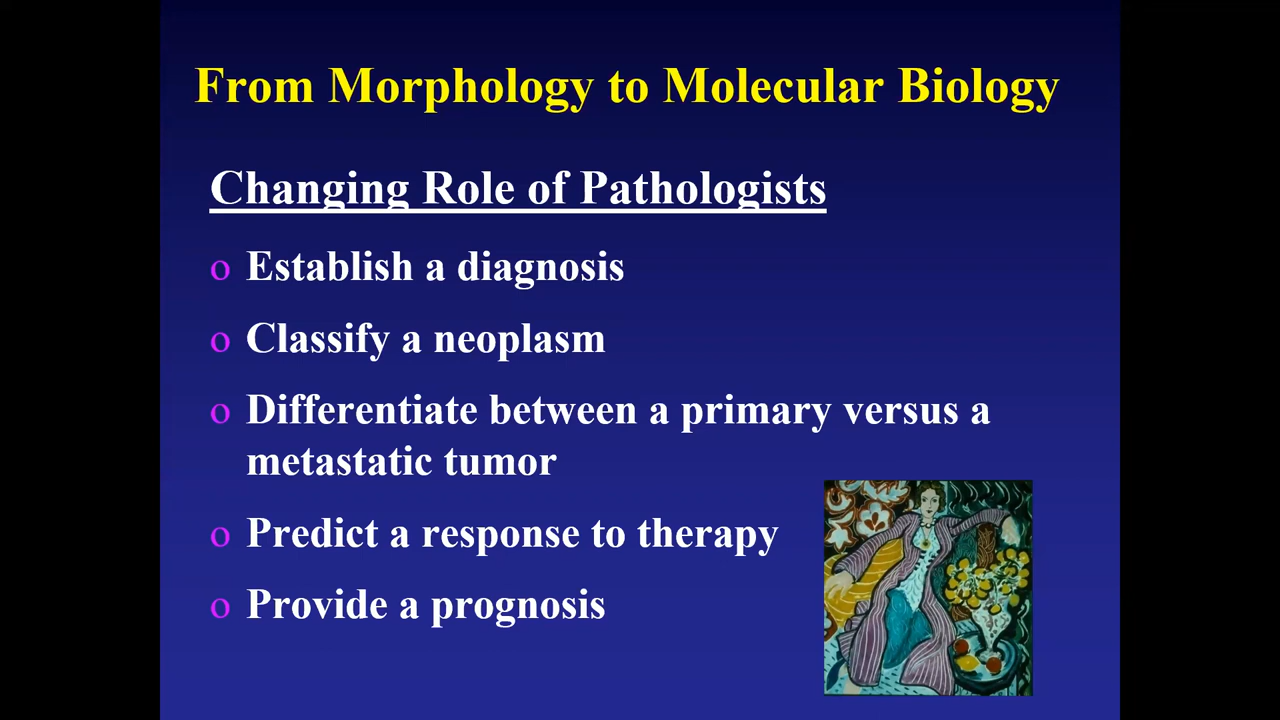 From Morphology to Molecular Biology
Changing Role of Pathologists
o Establish a diagnosis
o Classify a neoplasm
o Differentiate between a primary versus a
metastatic tumor
o Predict a response to therapy
o Provide a prognosis